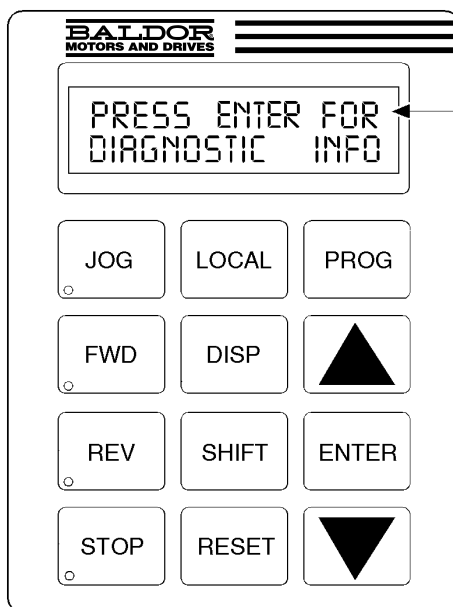 BALDOR
MOTORS AND DRIVES
PRESS ENTER FOR
DIAGNOSTIC INFO
JOG LOCAL PROG
FWD DISP
REV SHIFT ENTER
STOP RESET